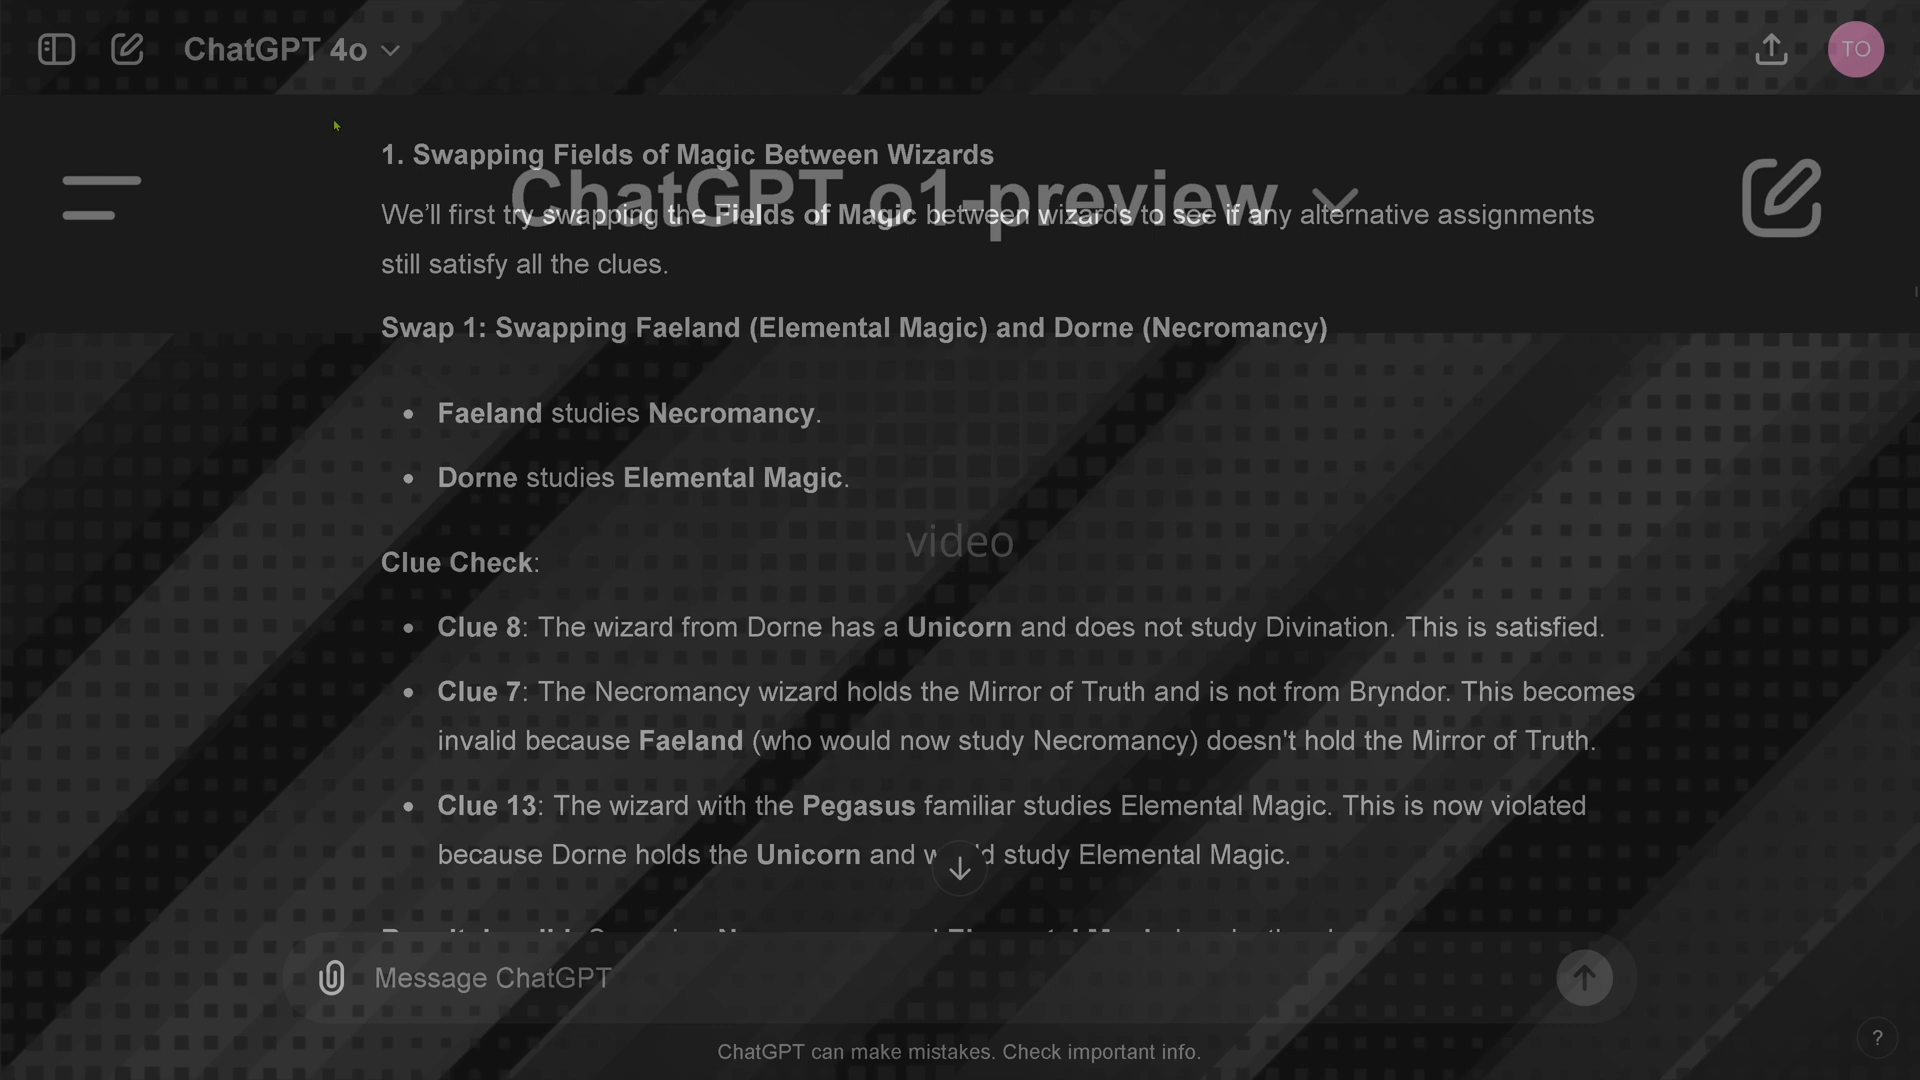 ChatGPT 4o
TO
1. Swapping Fields of Magic Between Wizards
ChatGPT o1-preview
We’ll first try swapping the Fields of Magic between wizards to see if any alternative assignments
still satisfy all the clues.
Swap 1: Swapping Faeland (Elemental Magic) and Dorne (Necromancy)
• Faeland studies Necromancy.
• Dorne studies Elemental Magic.
video
Clue Check:
• Clue 8: The wizard from Dorne has a Unicorn and does not study Divination. This is satisfied.
• Clue 7: The Necromancy wizard holds the Mirror of Truth and is not from Bryndor. This becomes
invalid because Faeland (who would now study Necromancy) doesn't hold the Mirror of Truth.
• Clue 13: The wizard with the Pegasus familiar studies Elemental Magic. This is now violated
because Dorne holds the Unicorn and would study Elemental Magic.
Message ChatGPT
ChatGPT can make mistakes. Check important info.
?